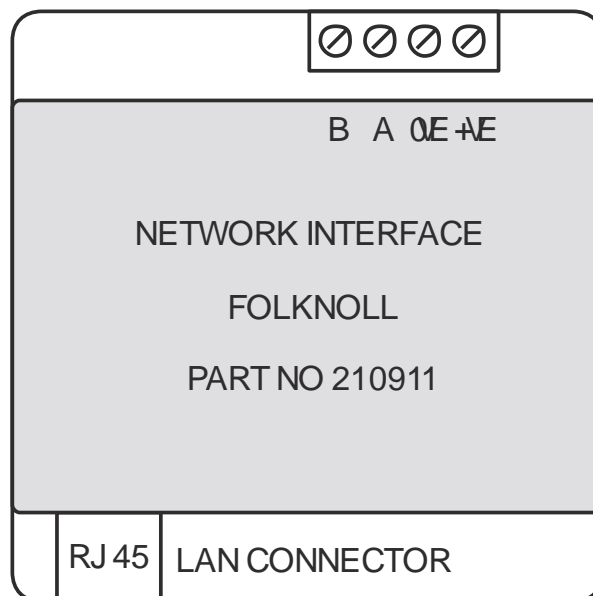 B A 0VE +VE
NETWORK INTERFACE
FOLKNOLL
PART NO 210911
RJ 45 LAN CONNECTOR